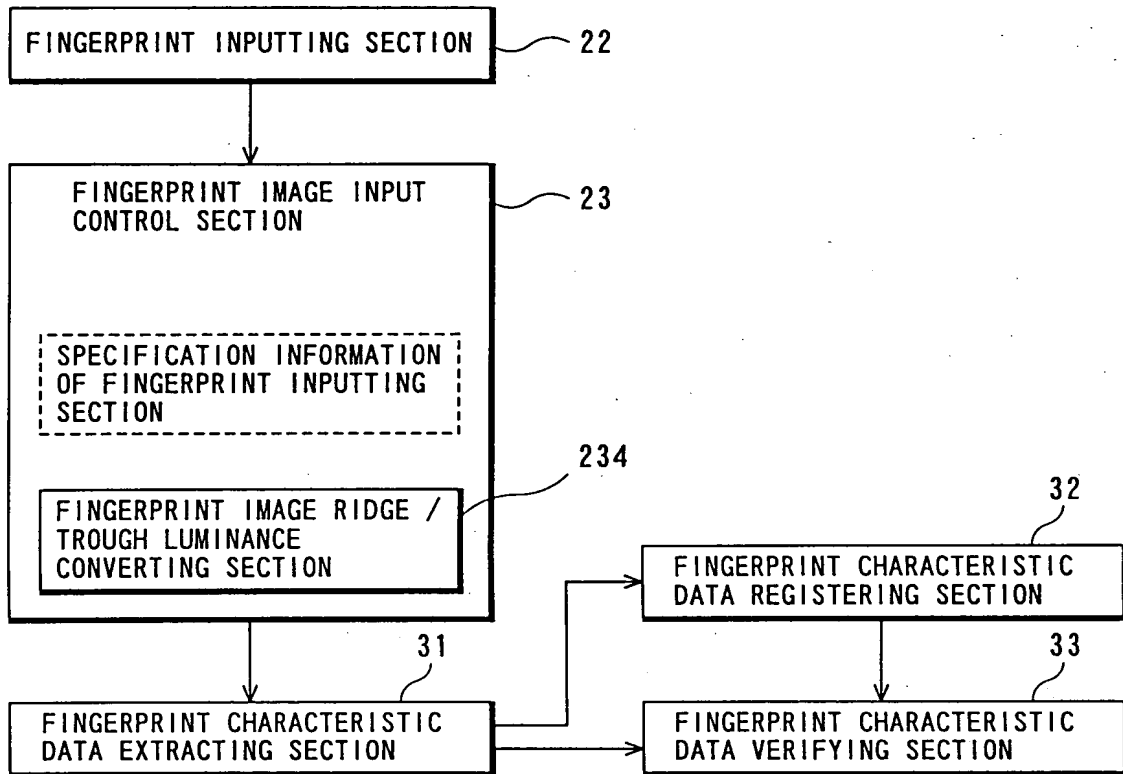 FINGERPRINT INPUTTING SECTION
22
FINGERPRINT IMAGE INPUT
CONTROL SECTION
23
SPECIFICATION INFORMATION
OF FINGERPRINT INPUTTING
SECTION
234
FINGERPRINT IMAGE RIDGE /
TROUGH LUMINANCE
CONVERTING SECTION
32
FINGERPRINT CHARACTERISTIC
DATA REGISTERING SECTION
31
FINGERPRINT CHARACTERISTIC
DATA EXTRACTING SECTION
33
FINGERPRINT CHARACTERISTIC
DATA VERIFYING SECTION